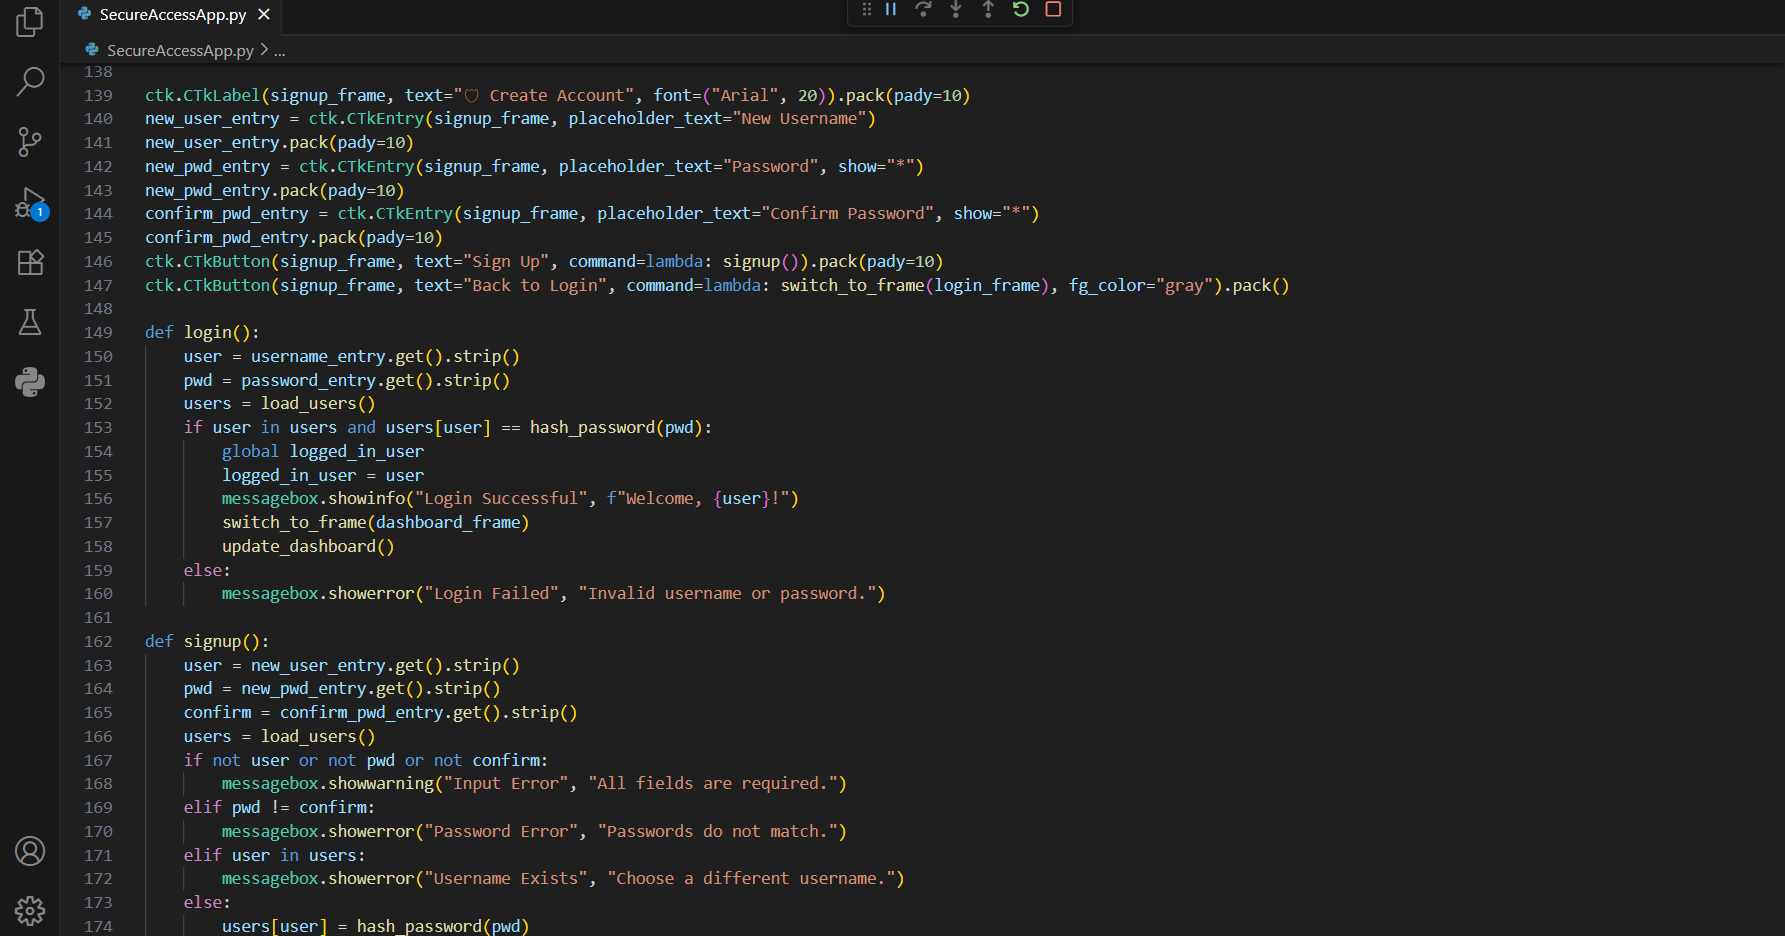 SecureAccessApp.py
SecureAccessApp.py > ...
138
139 ctk.CTkLabel(signup_frame, text="♡ Create Account", font=("Arial", 20)).pack(pady=10)
140 new_user_entry = ctk.CTkEntry(signup_frame, placeholder_text="New Username")
141 new_user_entry.pack(pady=10)
142 new_pwd_entry = ctk.CTkEntry(signup_frame, placeholder_text="Password", show="*")
143 new_pwd_entry.pack(pady=10)
144 confirm_pwd_entry = ctk.CTkEntry(signup_frame, placeholder_text="Confirm Password", show="*")
145 confirm_pwd_entry.pack(pady=10)
146 ctk.CTkButton(signup_frame, text="Sign Up", command=lambda: signup()).pack(pady=10)
147 ctk.CTkButton(signup_frame, text="Back to Login", command=lambda: switch_to_frame(login_frame), fg_color="gray").pack()
148
149 def login():
150     user = username_entry.get().strip()
151     pwd = password_entry.get().strip()
152     users = load_users()
153     if user in users and users[user] == hash_password(pwd):
154         global logged_in_user
155         logged_in_user = user
156         messagebox.showinfo("Login Successful", f"Welcome, {user}!")
157         switch_to_frame(dashboard_frame)
158         update_dashboard()
159     else:
160         messagebox.showerror("Login Failed", "Invalid username or password.")
161
162 def signup():
163     user = new_user_entry.get().strip()
164     pwd = new_pwd_entry.get().strip()
165     confirm = confirm_pwd_entry.get().strip()
166     users = load_users()
167     if not user or not pwd or not confirm:
168         messagebox.showwarning("Input Error", "All fields are required.")
169     elif pwd != confirm:
170         messagebox.showerror("Password Error", "Passwords do not match.")
171     elif user in users:
172         messagebox.showerror("Username Exists", "Choose a different username.")
173     else:
174         users[user] = hash_password(pwd)
1